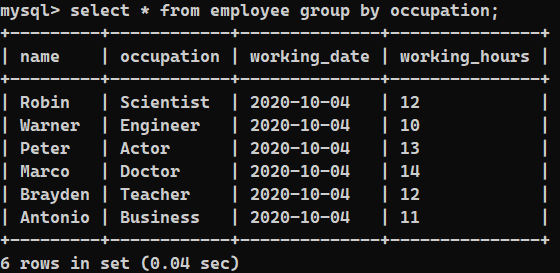 mysql> select * from employee group by occupation;
+---------+------------+--------------+---------------+
| name    | occupation | working_date | working_hours |
+---------+------------+--------------+---------------+
| Robin   | Scientist  | 2020-10-04   | 12            |
| Warner  | Engineer   | 2020-10-04   | 10            |
| Peter   | Actor      | 2020-10-04   | 13            |
| Marco   | Doctor     | 2020-10-04   | 14            |
| Brayden | Teacher    | 2020-10-04   | 12            |
| Antonio | Business   | 2020-10-04   | 11            |
+---------+------------+--------------+---------------+
6 rows in set (0.04 sec)